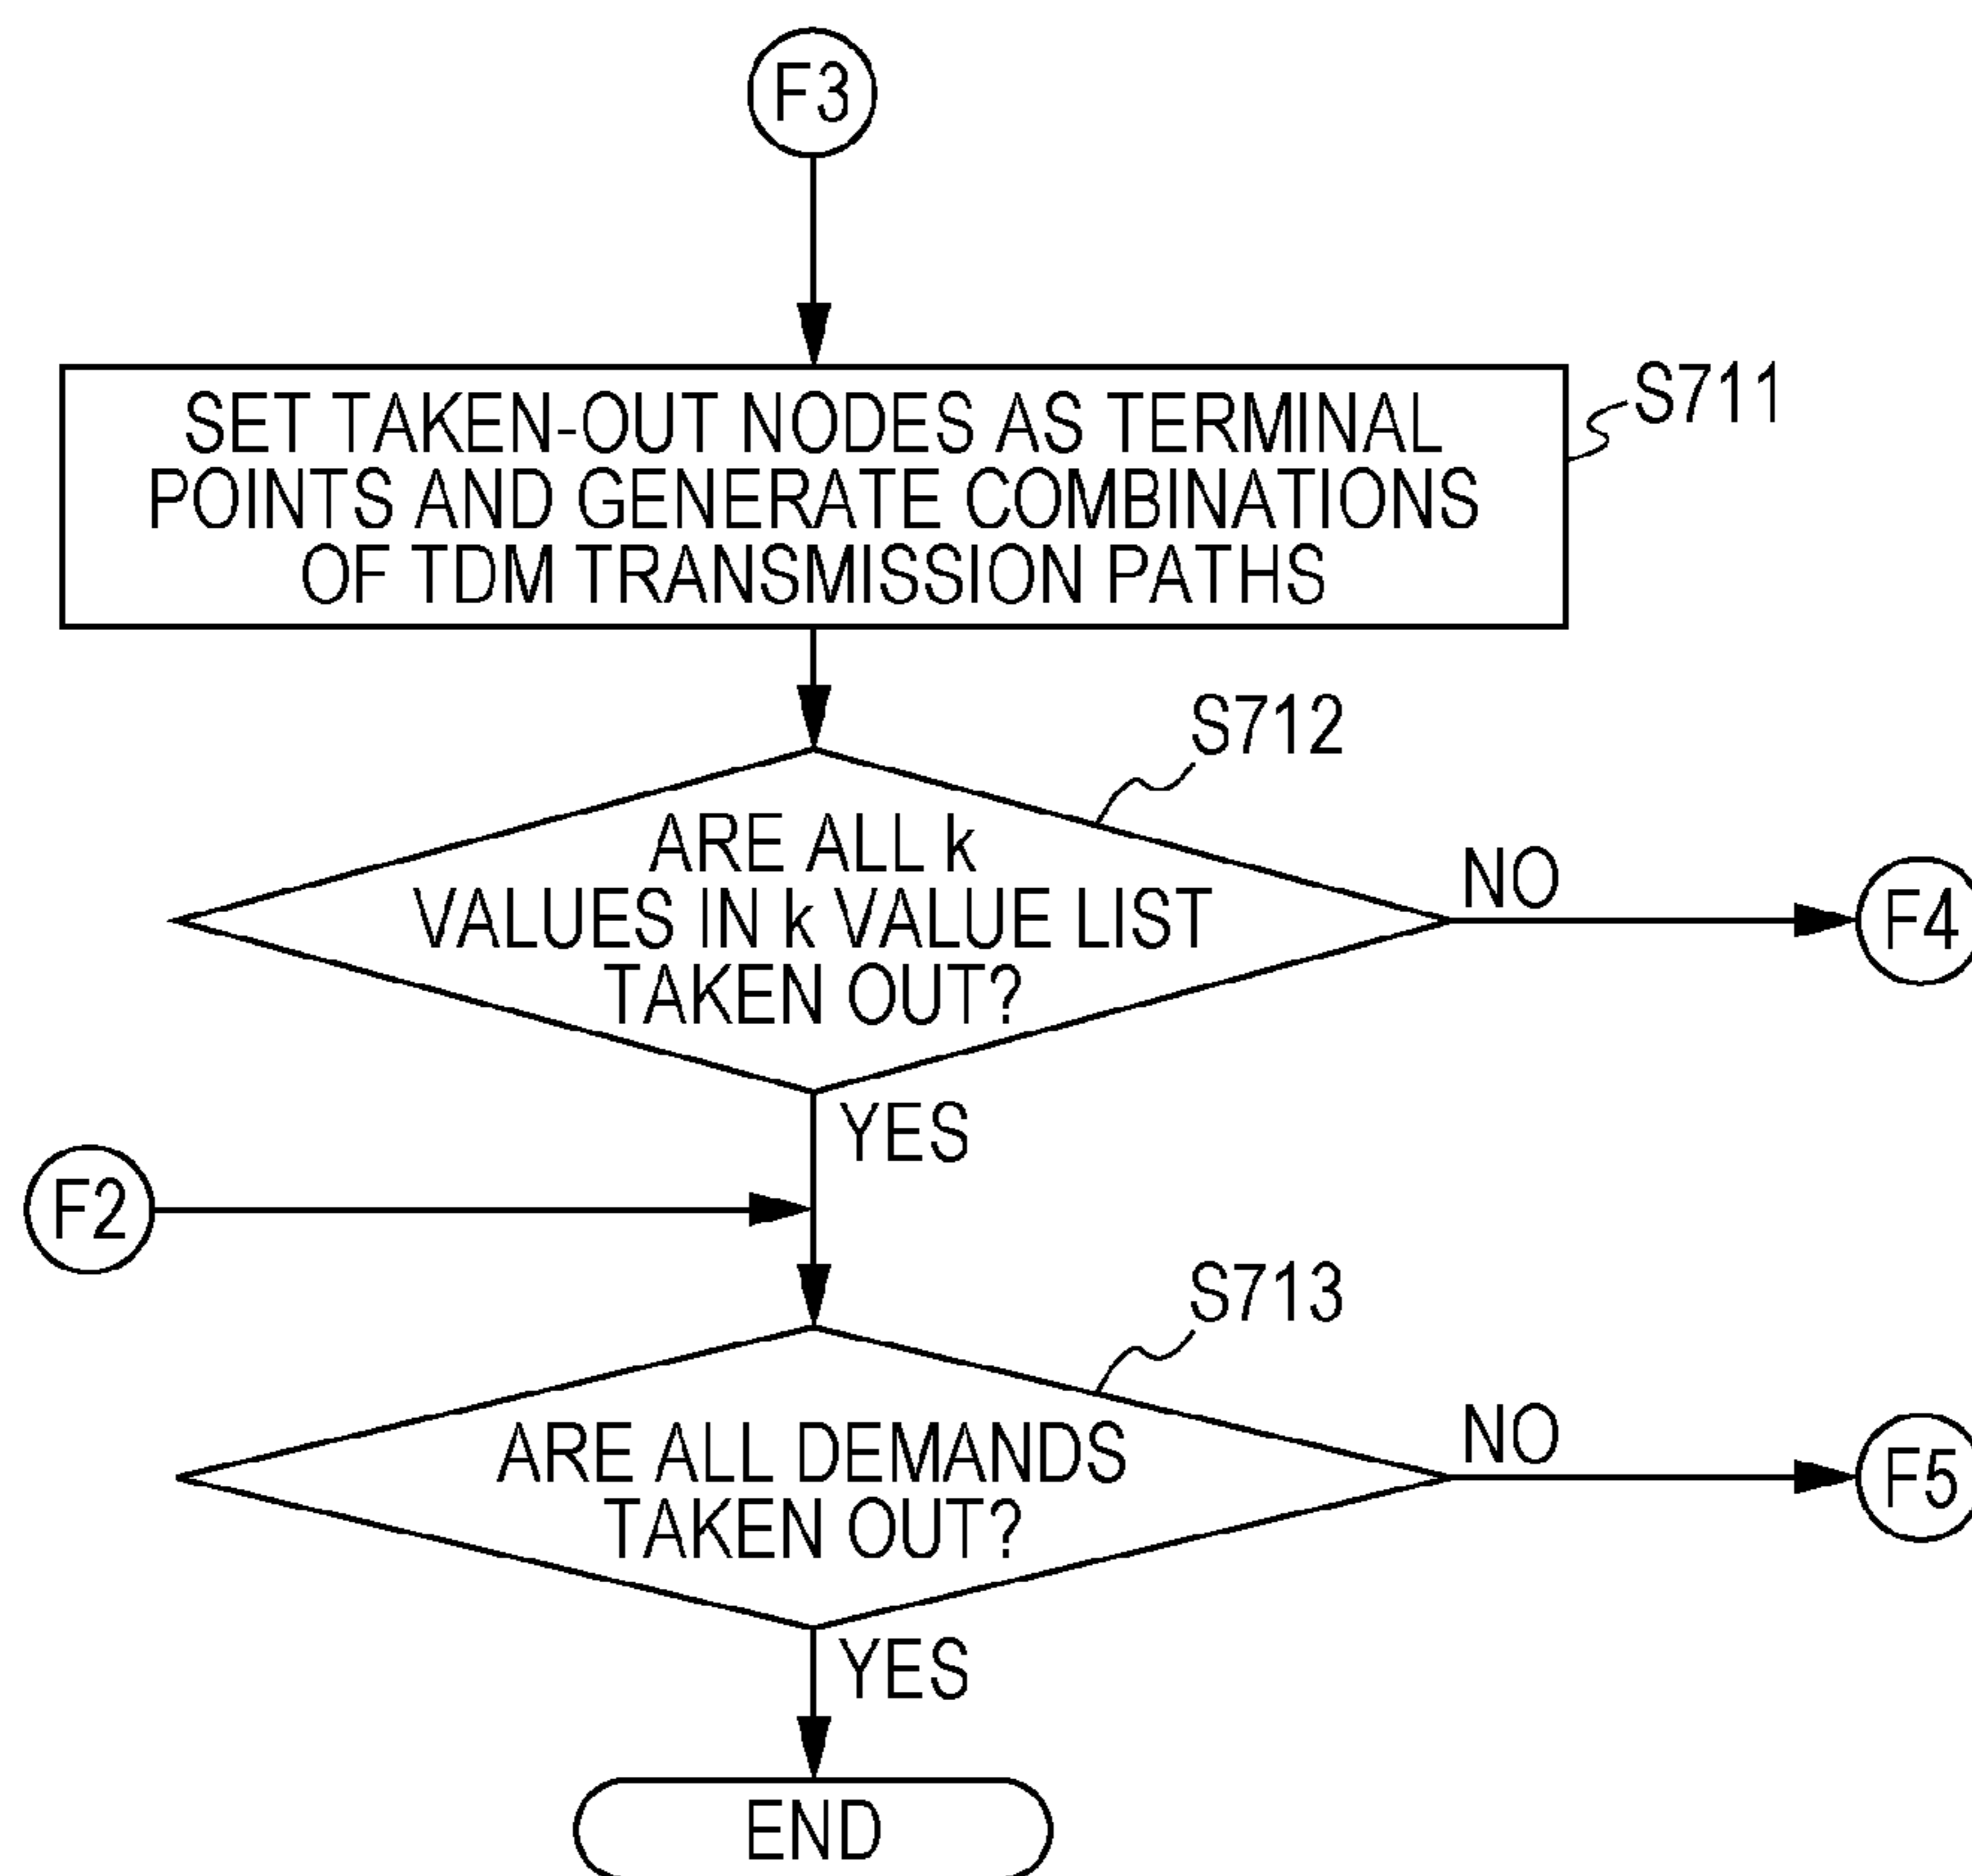 F3
SET TAKEN-OUT NODES AS TERMINAL
POINTS AND GENERATE COMBINATIONS
OF TDM TRANSMISSION PATHS
S711
S712
ARE ALL k
VALUES IN k VALUE LIST
TAKEN OUT?
NO
F4
YES
F2
S713
ARE ALL DEMANDS
TAKEN OUT?
NO
F5
YES
END